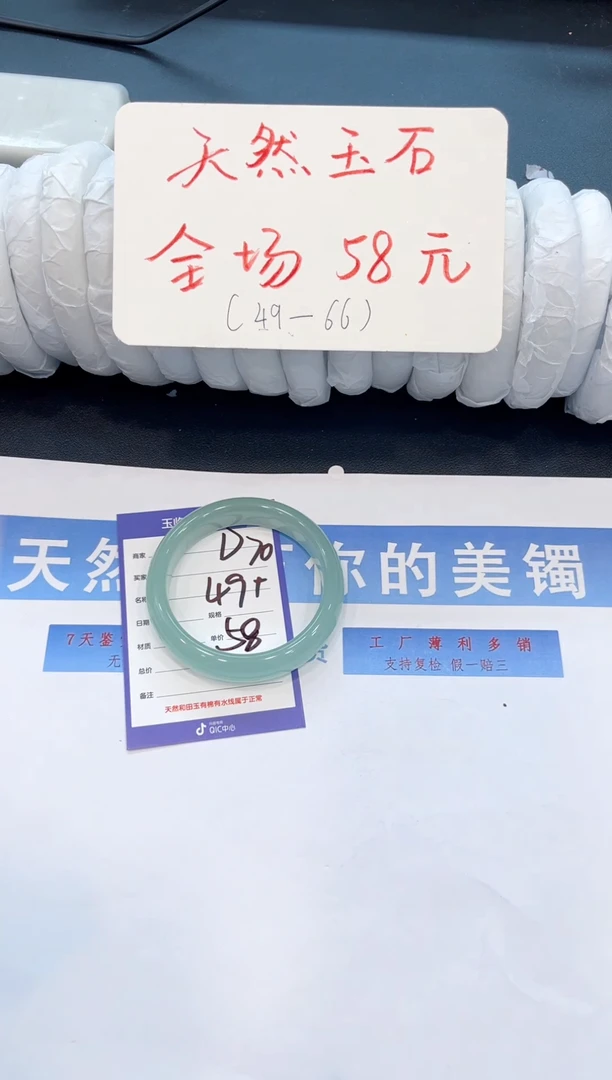 天然玉石
全场 58元
(49-66)
天然 你的美镯
7天鉴
无
工厂薄利多销
支持复检 假一赔三
玉
商家
D70
买家
49+
名称
日期
规格
58
材质
单价
总价
备注
天然和田玉有棉有水线属于正常
QIC中心